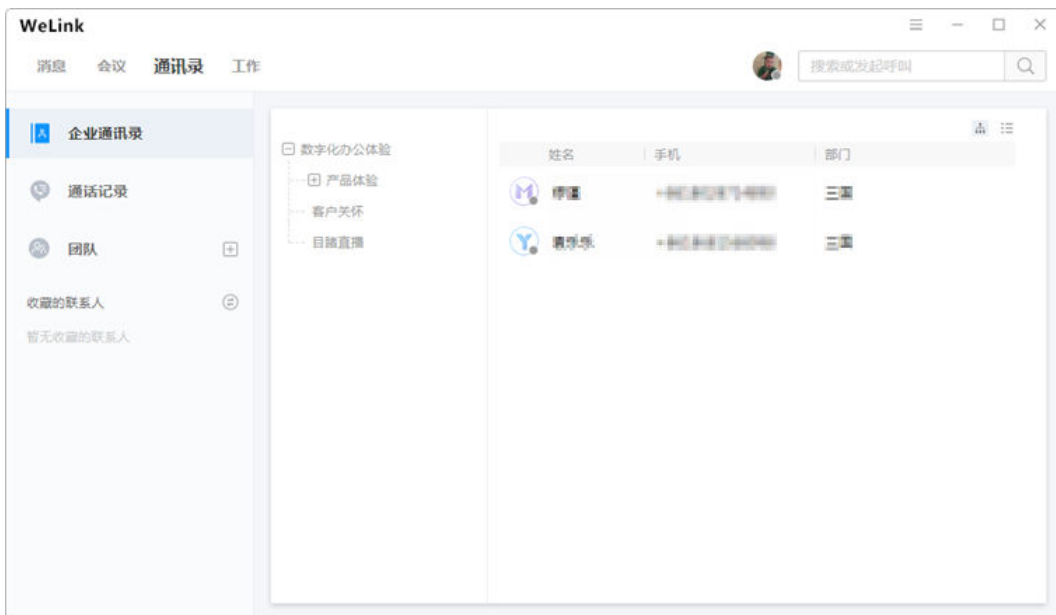 WeLink
消息 会议 通讯录 工作
搜索或发起呼叫
企业通讯录
通话记录
团队
收藏的联系人
暂无收藏的联系人
数字化办公体验
产品体验
客户关怀
目睹直播
姓名 手机 部门
M 三国
Y 乐乐 三国